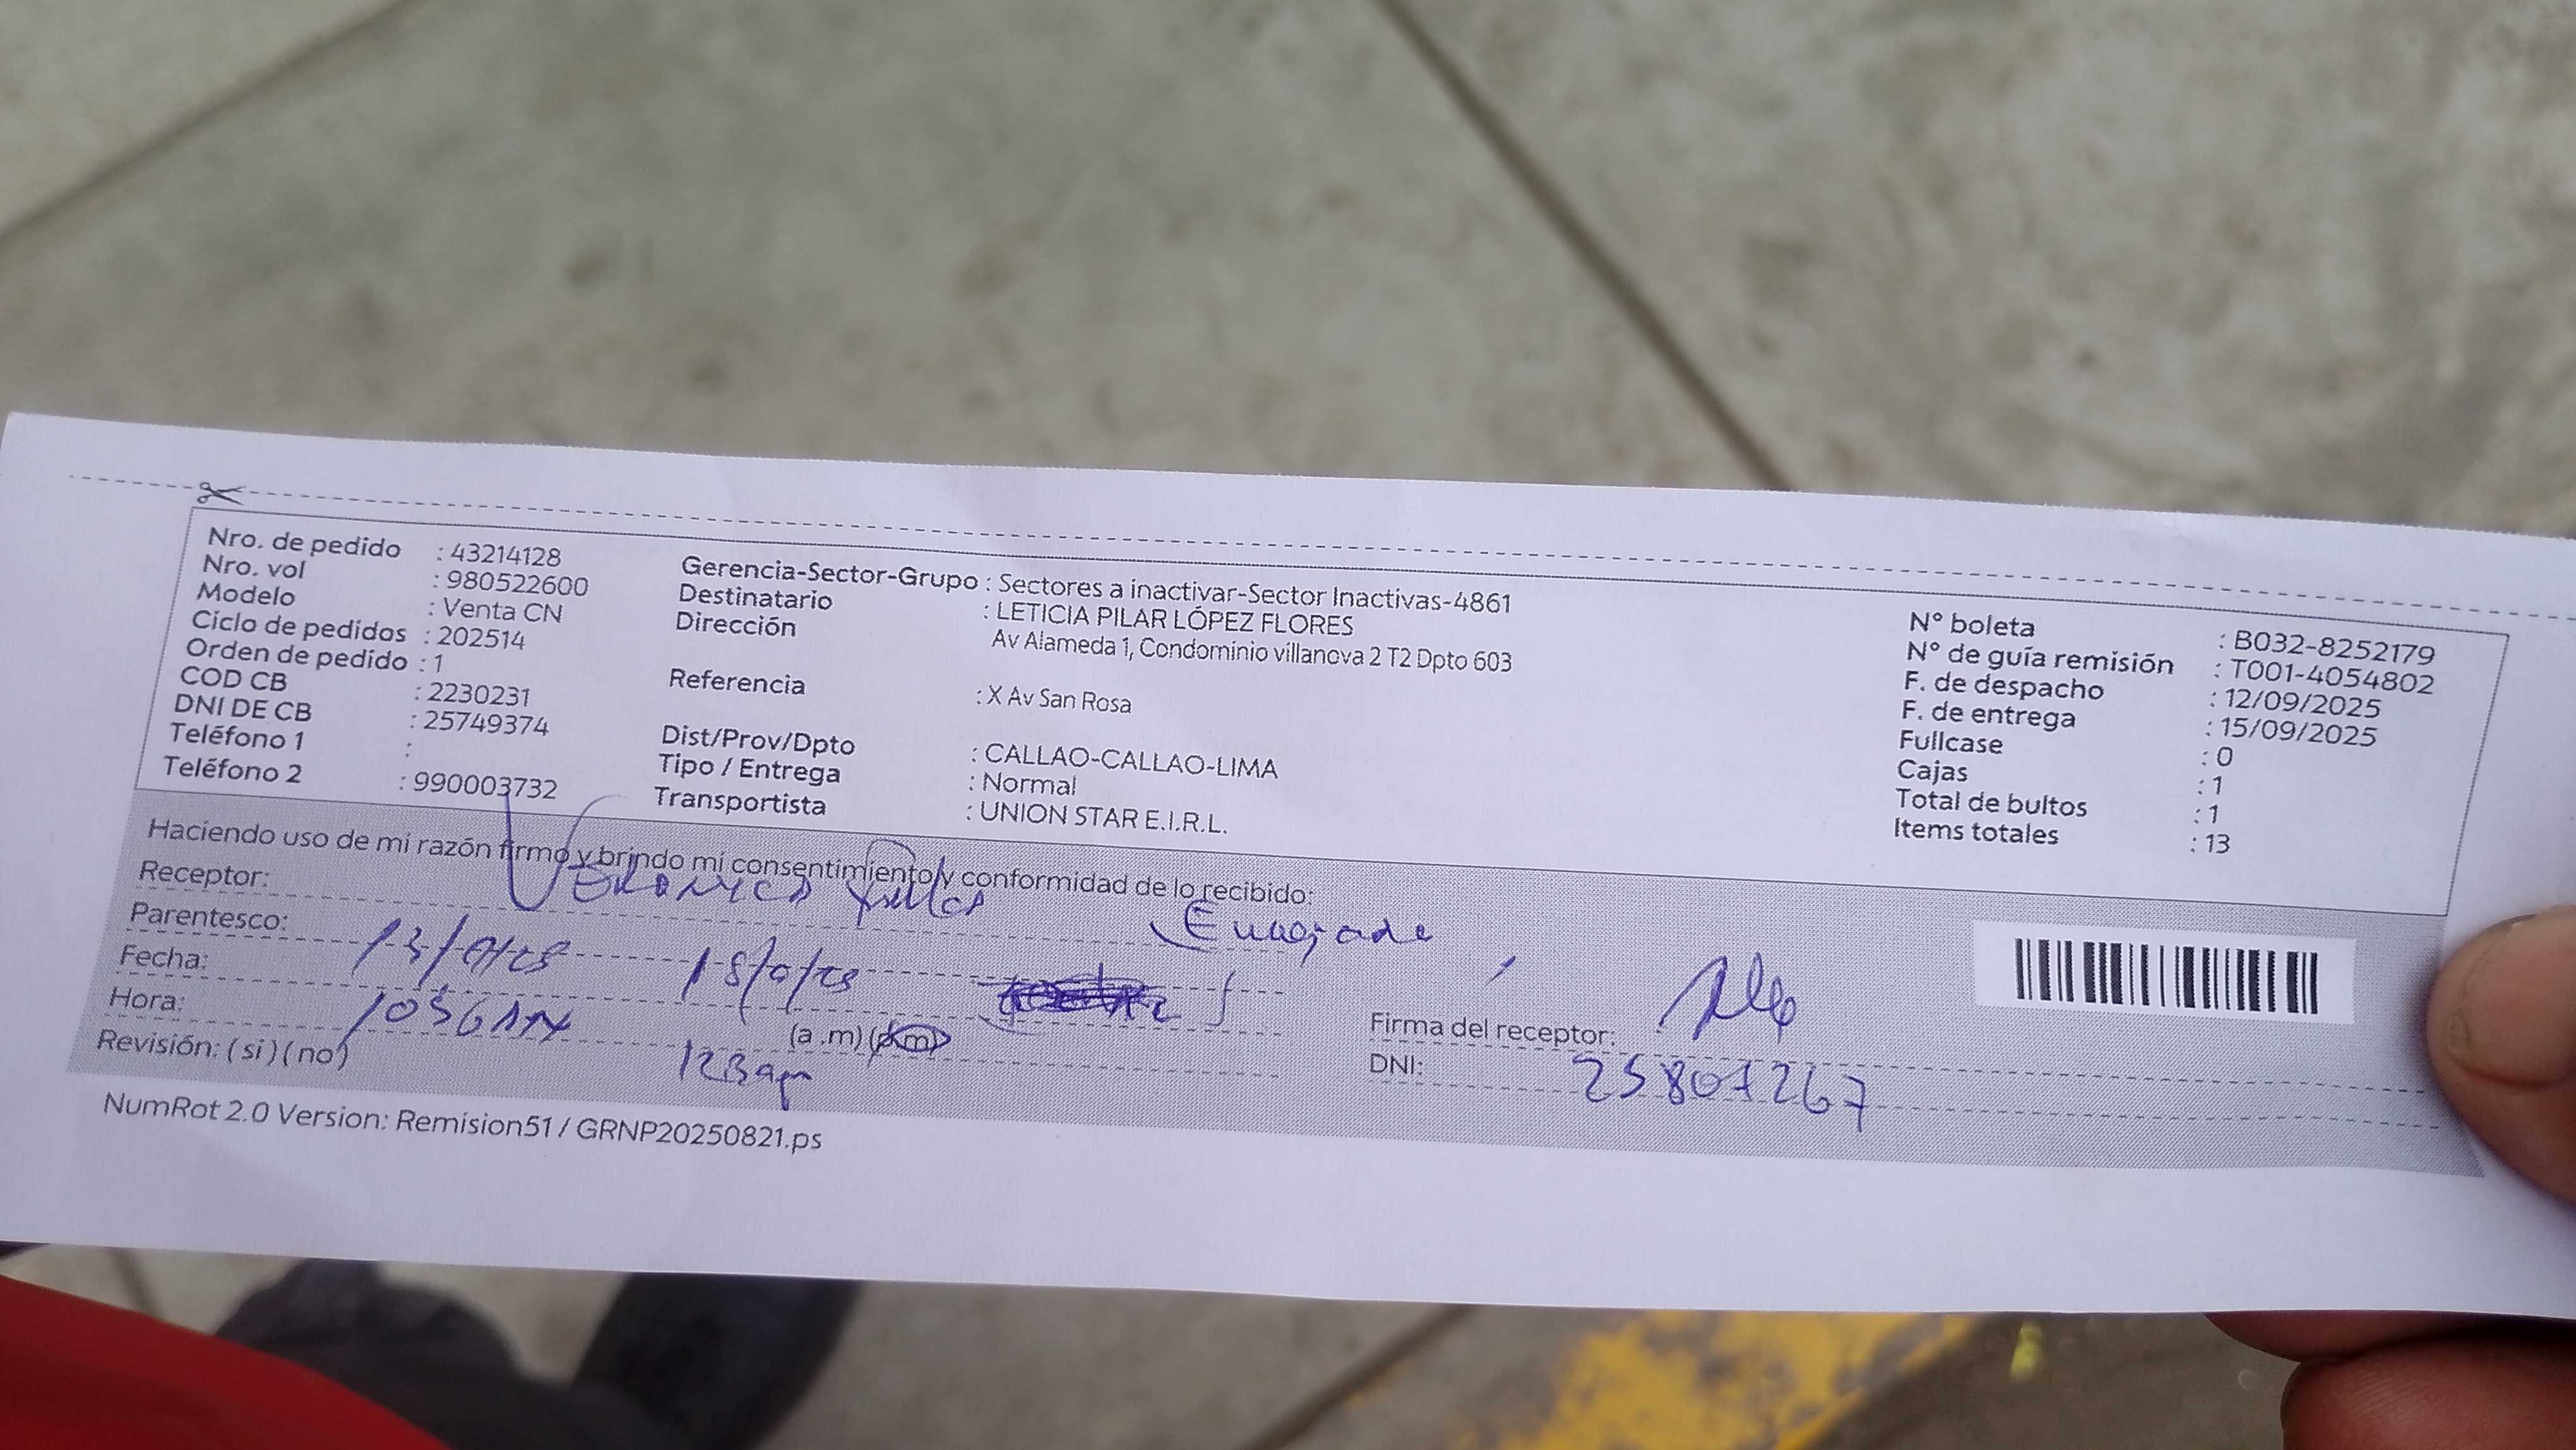 Nro. de pedido : 43214128
Nro. vol : 980522600
Modelo : Venta CN
Ciclo de pedidos : 202514
Orden de pedido : 1
COD CB : 2230231
DNI DE CB : 25749374
Teléfono 1 :
Teléfono 2 : 990003732
Gerencia-Sector-Grupo : Sectores a inactivar-Sector Inactivas-4861
Destinatario : LETICIA PILAR LÓPEZ FLORES
Dirección Av Alameda 1, Condominio villanova 2 T2 Dpto 603
Referencia : X Av San Rosa
Dist/Prov/Dpto : CALLAO-CALLAO-LIMA
Tipo / Entrega : Normal
Transportista : UNION STAR E.I.R.L.
N° boleta : B032-8252179
N° de guía remisión : T001-4054802
F. de despacho : 12/09/2025
F. de entrega : 15/09/2025
Fullcase : 0
Cajas : 1
Total de bultos : 1
Items totales : 13
Haciendo uso de mi razón firmo y brindo mi consentimiento y conformidad de lo recibido:
Receptor: VERONICA
Parentesco:
Fecha:
Hora: (a .m) (p.m)
Revisión: ( si ) ( no )
Firma del receptor:
DNI: 25807267
NumRot 2.0 Version: Remision51 / GRNP20250821.ps